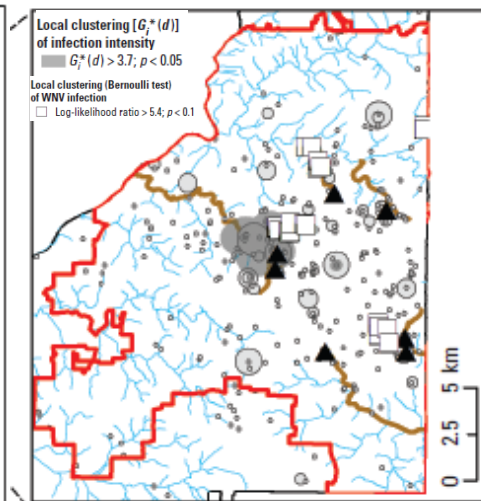 Local clustering [Gi*(d)]
of infection intensity
Gi*(d) > 3.7; p < 0.05
Local clustering (Bernoulli test)
of WNV infection
Log-likelihood ratio > 5.4; p < 0.1
5 km
2.5
0